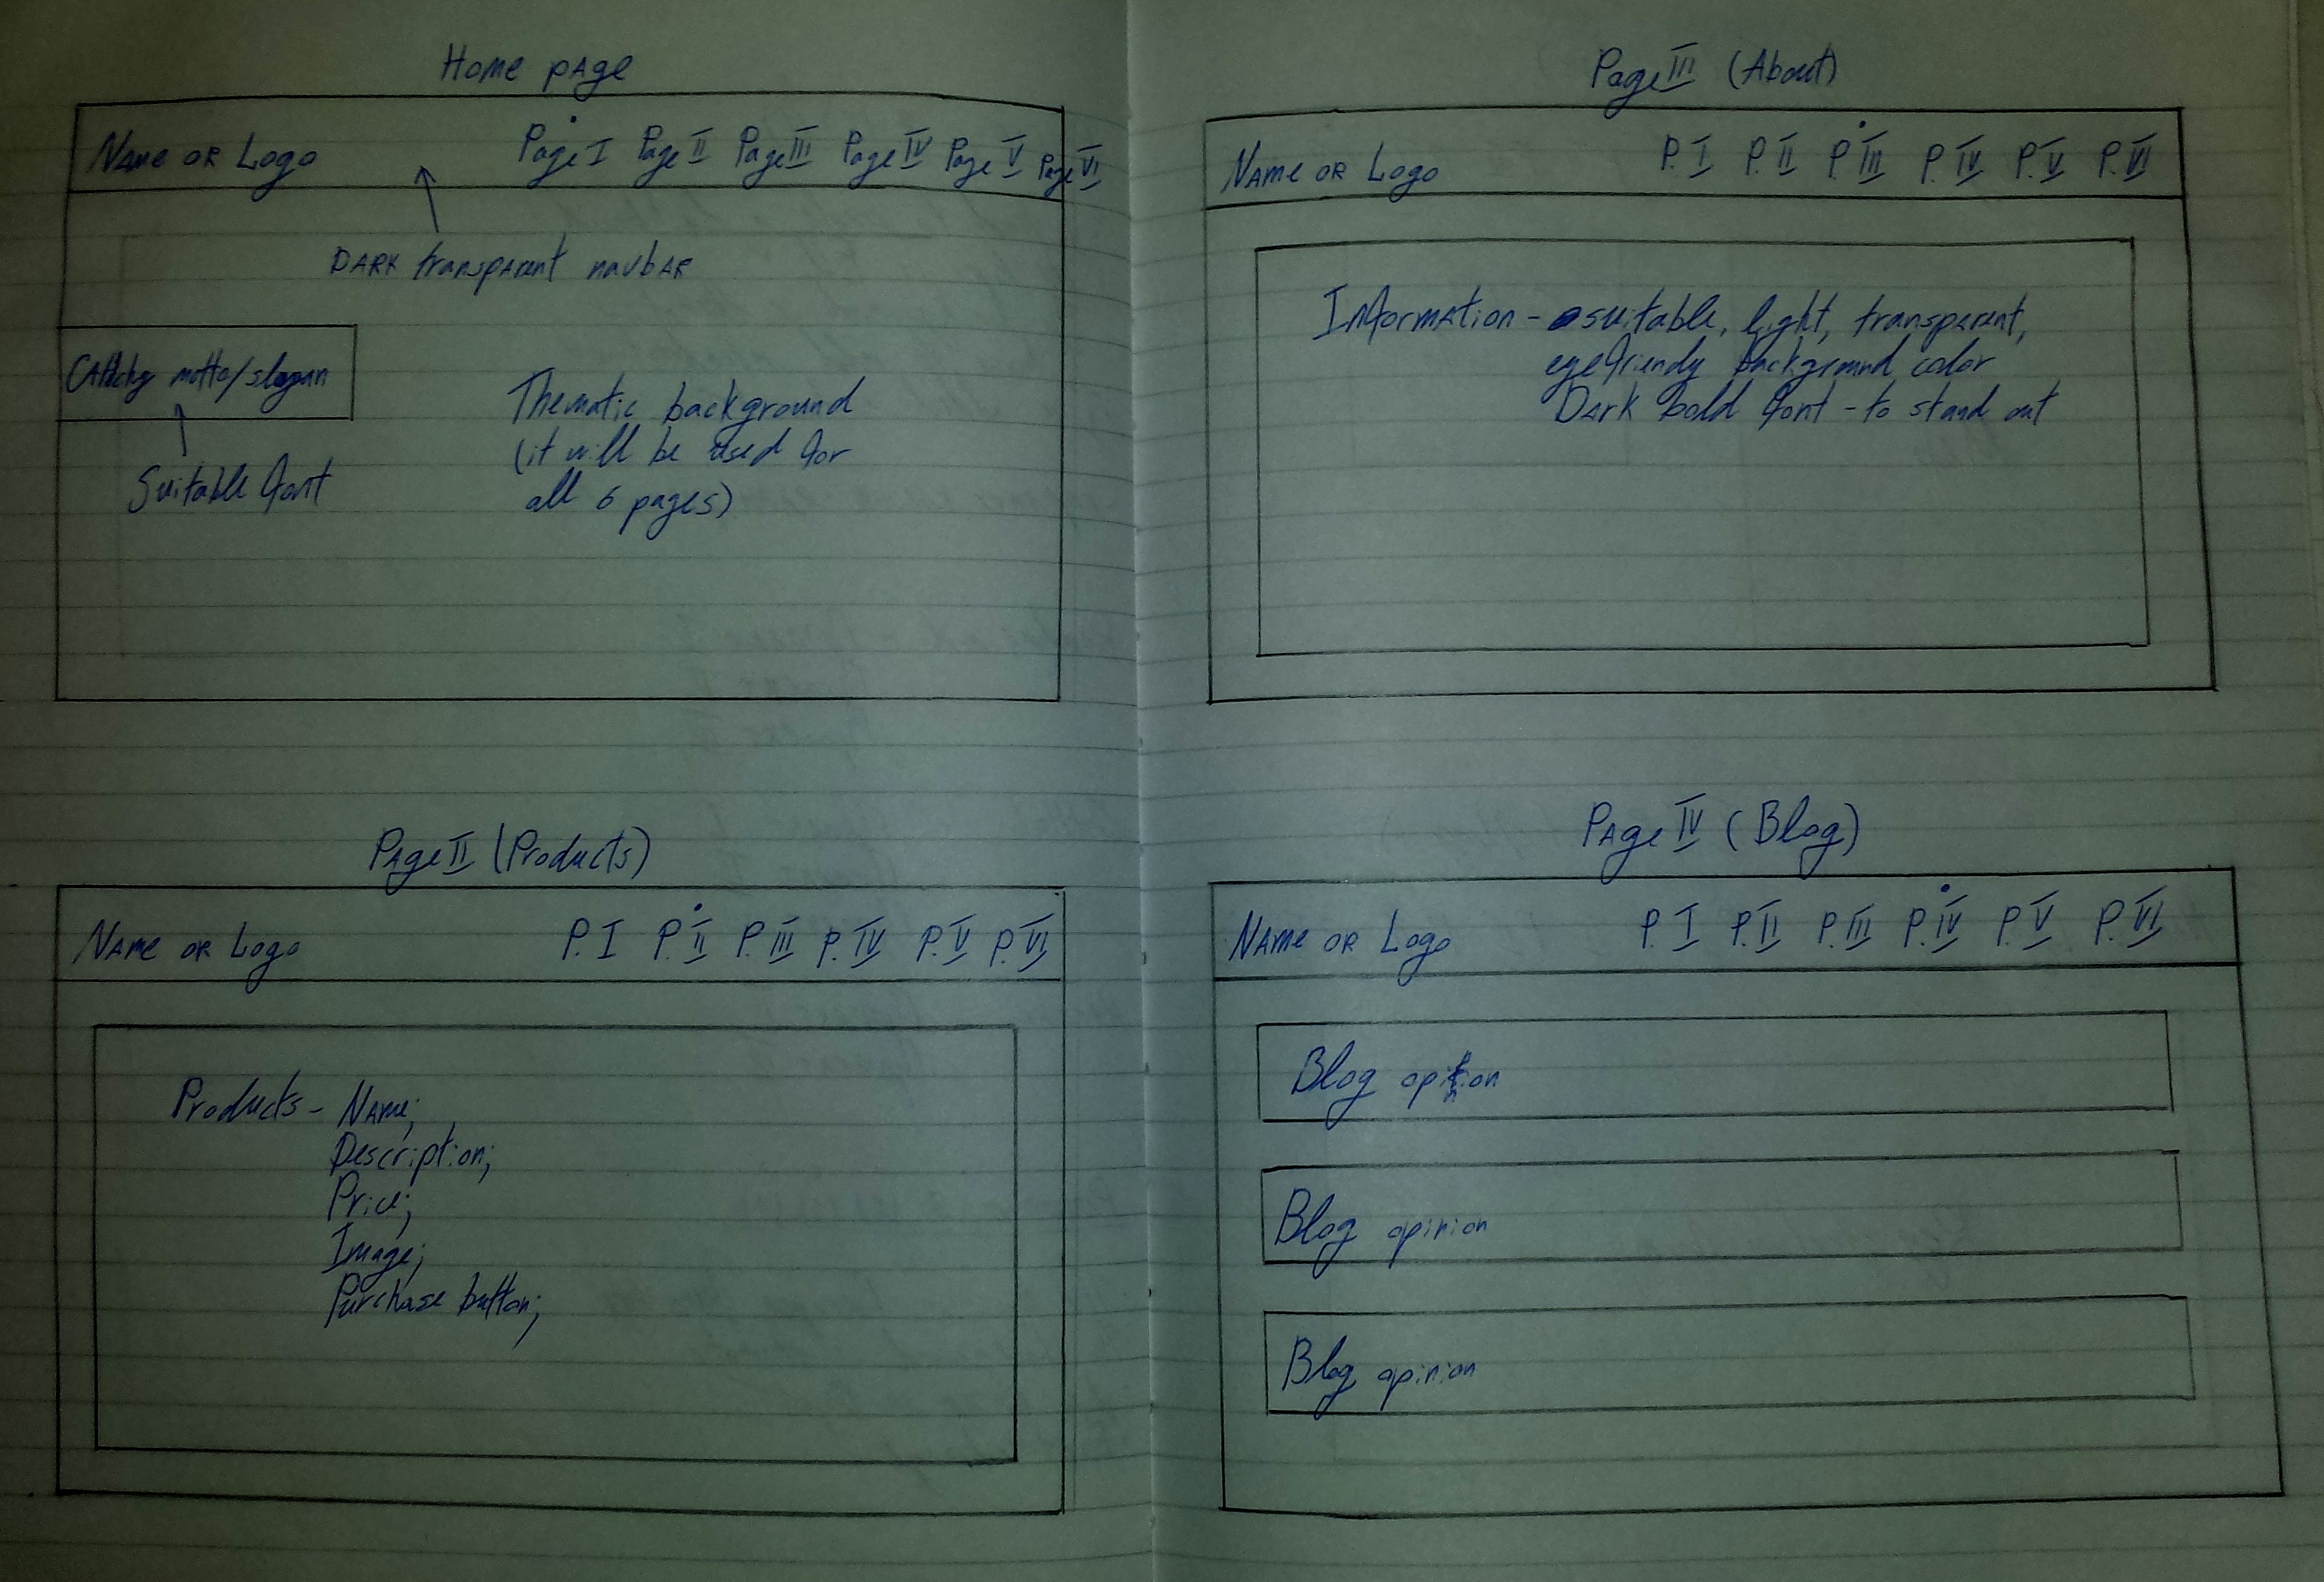 Home page
Name or Logo
Page I Page II Page III Page IV Page V Page VI
Dark transparent navbar
Catchy motto/slogan
Suitable font
Thematic background
(it will be used for
all 6 pages)
Page II (Products)
Name or Logo
P. I P. II P. III P. IV P. V P. VI
Products - Name;
Description;
Price;
Image;
Purchase button;
Page III (About)
Name or Logo
P. I P. II P. III P. IV P. V P. VI
Information - suitable, light, transparent,
eyefriendy background color
Dark bold font - to stand out
Page IV (Blog)
Name or Logo
P. I P. II P. III P. IV P. V P. VI
Blog opinion
Blog opinion
Blog opinion